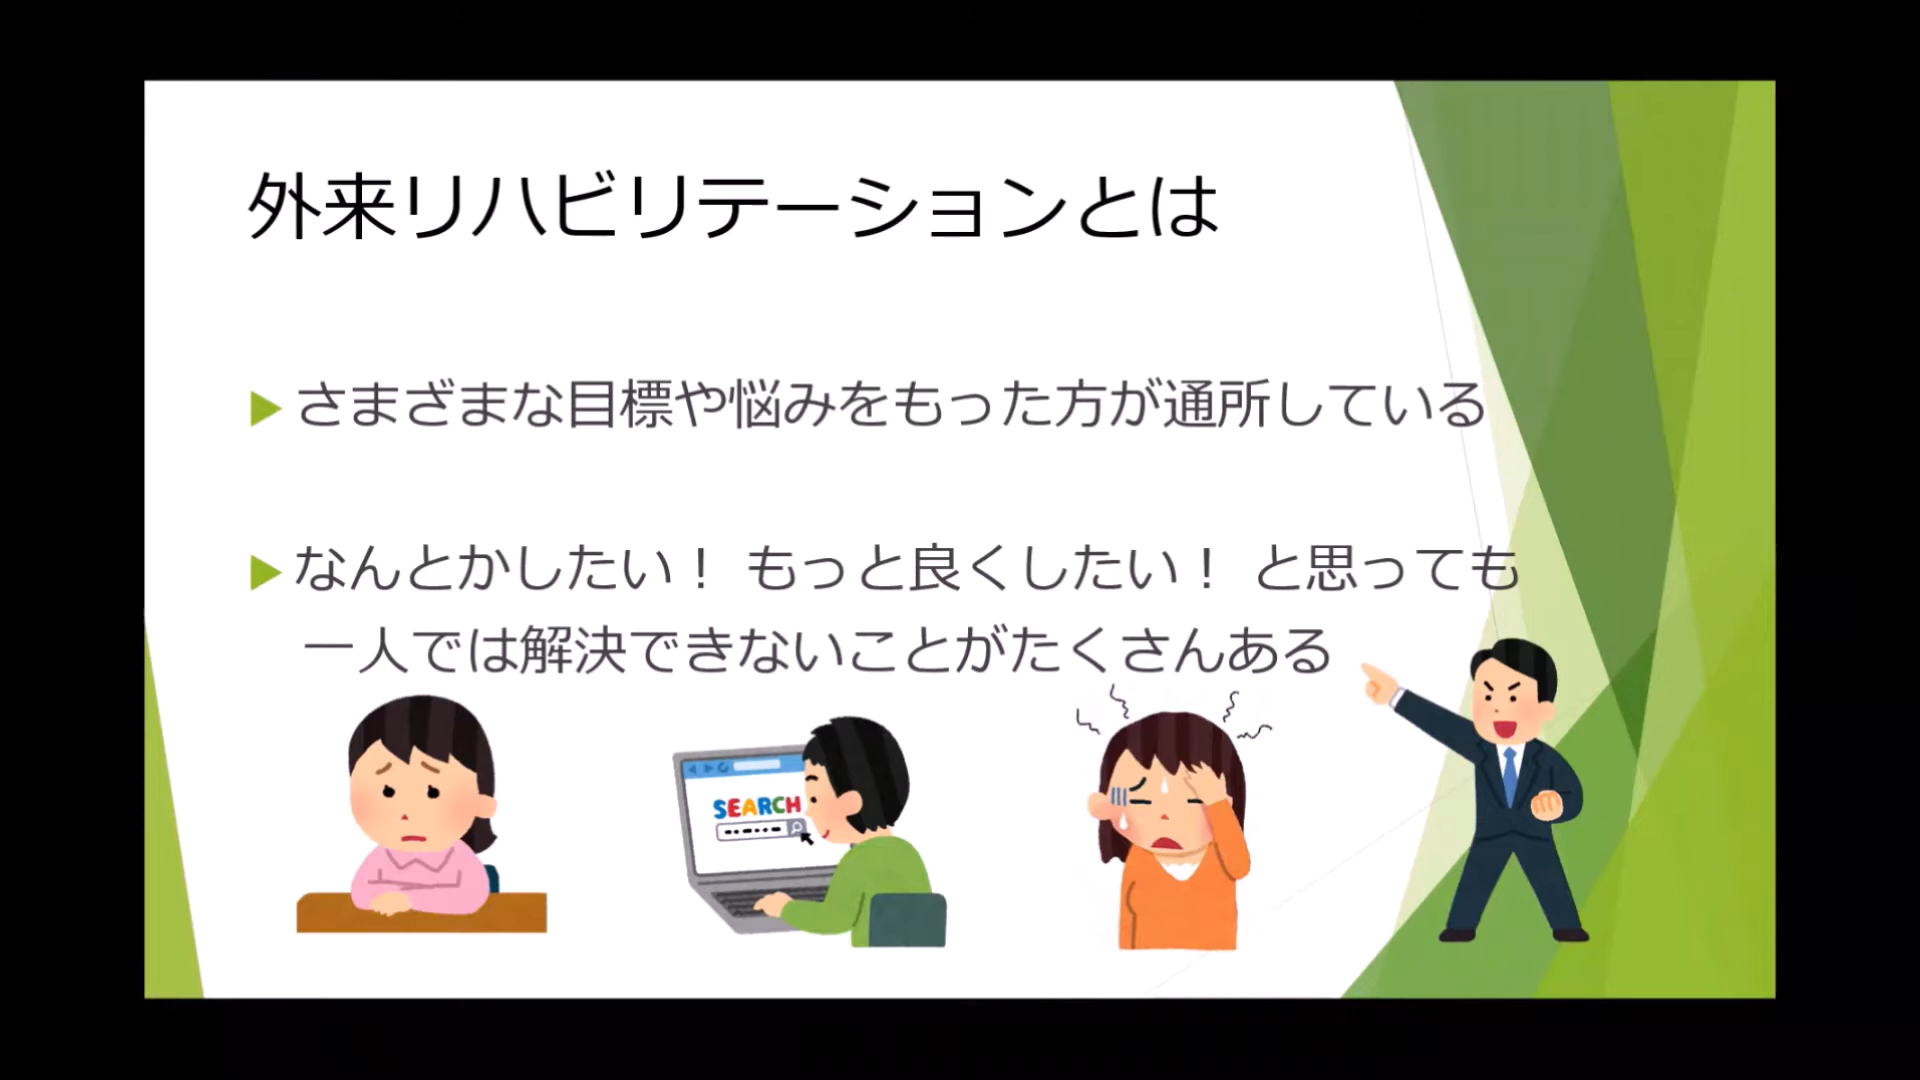 外来リハビリテーションとは
さまざまな目標や悩みをもった方が通所している
なんとかしたい！ もっと良くしたい！ と思っても
一人では解決できないことがたくさんある
SEARCH